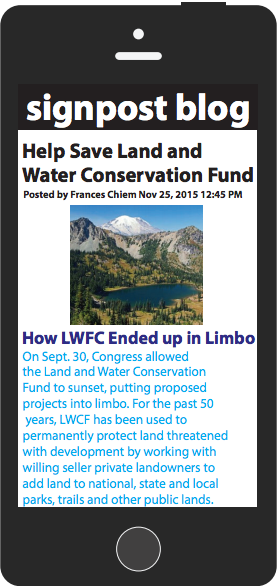 signpost blog
Help Save Land and
Water Conservation Fund
Posted by Frances Chiem Nov 25, 2015 12:45 PM
How LWFC Ended up in Limbo
On Sept. 30, Congress allowed
the Land and Water Conservation
Fund to sunset, putting proposed
projects into limbo. For the past 50
years, LWCF has been used to
permanently protect land threatened
with development by working with
willing seller private landowners to
add land to national, state and local
parks, trails and other public lands.